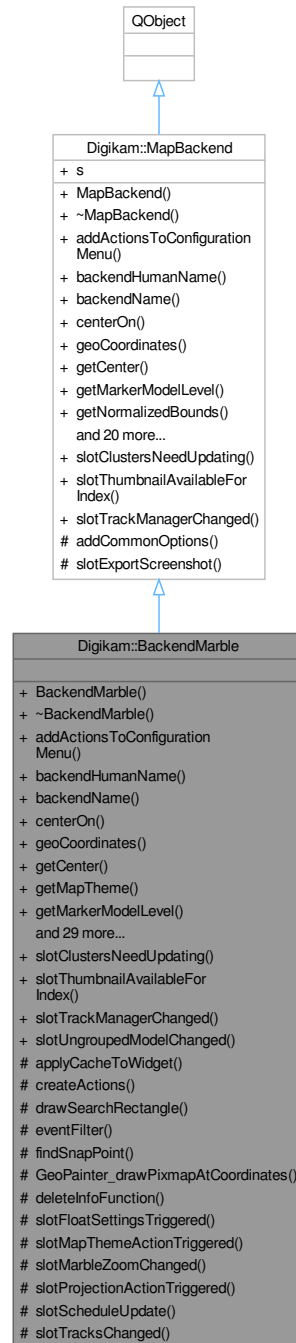 QObject
Digikam::MapBackend
+ s
+ MapBackend()
+ ~MapBackend()
+ addActionsToConfiguration
Menu()
+ backendHumanName()
+ backendName()
+ centerOn()
+ geoCoordinates()
+ getCenter()
+ getMarkerModelLevel()
+ getNormalizedBounds()
and 20 more...
+ slotClustersNeedUpdating()
+ slotThumbnailAvailableFor
Index()
+ slotTrackManagerChanged()
# addCommonOptions()
# slotExportScreenshot()
Digikam::BackendMarble
+ BackendMarble()
+ ~BackendMarble()
+ addActionsToConfiguration
Menu()
+ backendHumanName()
+ backendName()
+ centerOn()
+ geoCoordinates()
+ getCenter()
+ getMapTheme()
+ getMarkerModelLevel()
and 29 more...
+ slotClustersNeedUpdating()
+ slotThumbnailAvailableFor
Index()
+ slotTrackManagerChanged()
+ slotUngroupedModelChanged()
# applyCacheToWidget()
# createActions()
# drawSearchRectangle()
# eventFilter()
# findSnapPoint()
# GeoPainter_drawPixmapAtCoordinates()
# deleteInfoFunction()
# slotFloatSettingsTriggered()
# slotMapThemeActionTriggered()
# slotMarbleZoomChanged()
# slotProjectionActionTriggered()
# slotScheduleUpdate()
# slotTracksChanged()